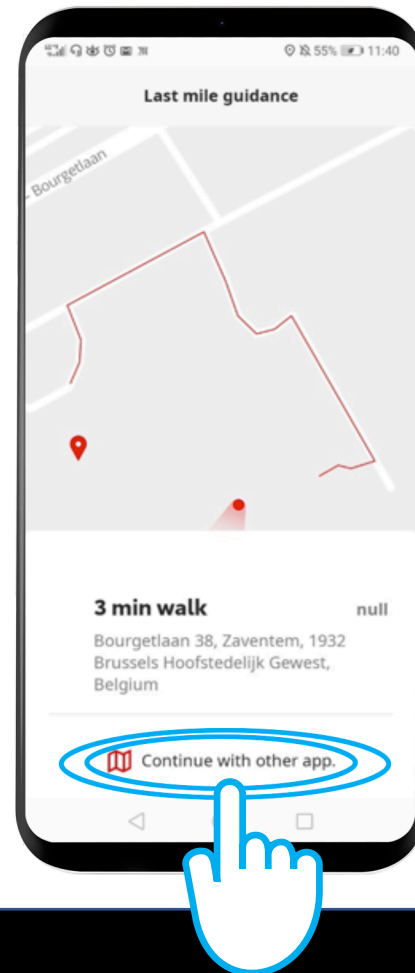 55% 11:40
Last mile guidance
- Bourgetlaan
3 min walk null
Bourgetlaan 38, Zaventem, 1932
Brussels Hoofstedelijk Gewest,
Belgium
Continue with other app.